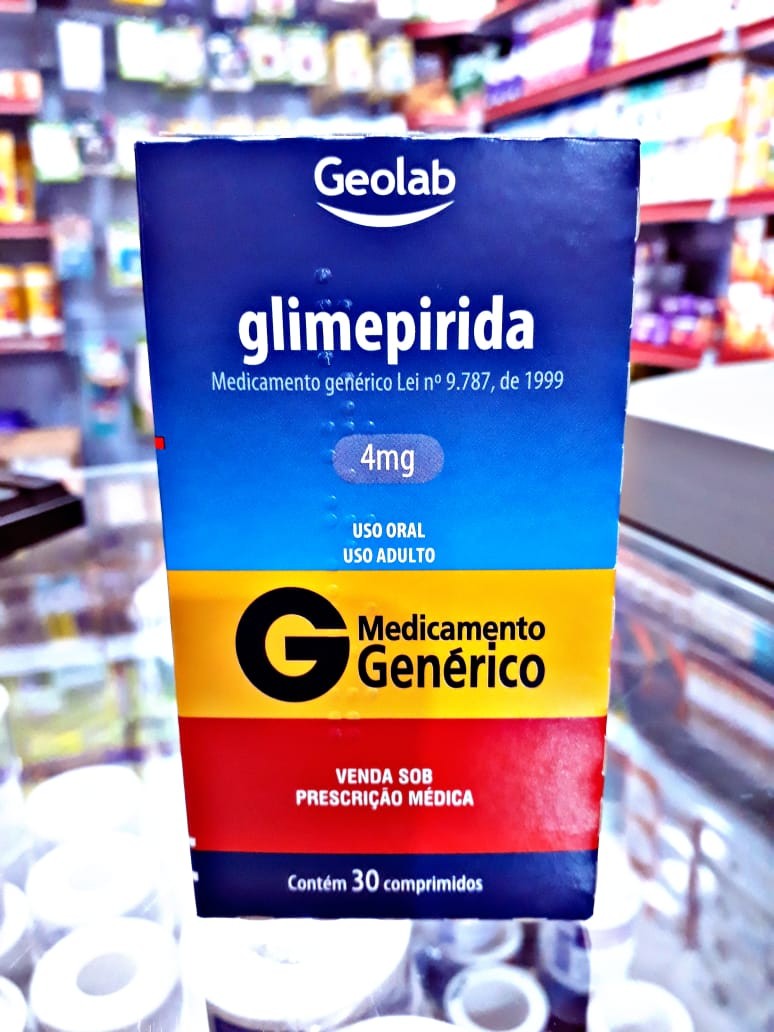 Geolab
glimepirida
Medicamento genérico Lei nº 9.787, de 1999
4mg
USO ORAL
USO ADULTO
G Medicamento
Genérico
VENDA SOB
PRESCRIÇÃO MÉDICA
Contém 30 comprimidos